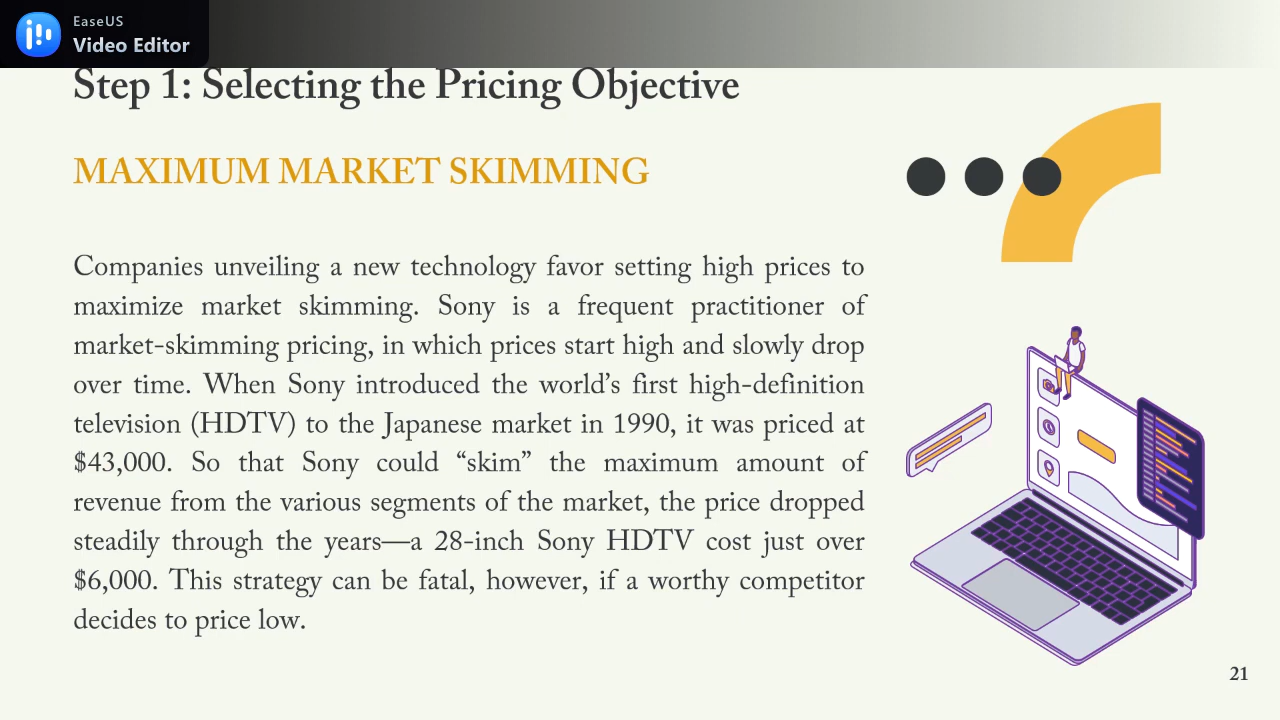 EaseUS
Video Editor
Step 1: Selecting the Pricing Objective
MAXIMUM MARKET SKIMMING
Companies unveiling a new technology favor setting high prices to
maximize market skimming. Sony is a frequent practitioner of
market-skimming pricing, in which prices start high and slowly drop
over time. When Sony introduced the world’s first high-definition
television (HDTV) to the Japanese market in 1990, it was priced at
$43,000. So that Sony could “skim” the maximum amount of
revenue from the various segments of the market, the price dropped
steadily through the years—a 28-inch Sony HDTV cost just over
$6,000. This strategy can be fatal, however, if a worthy competitor
decides to price low.
21